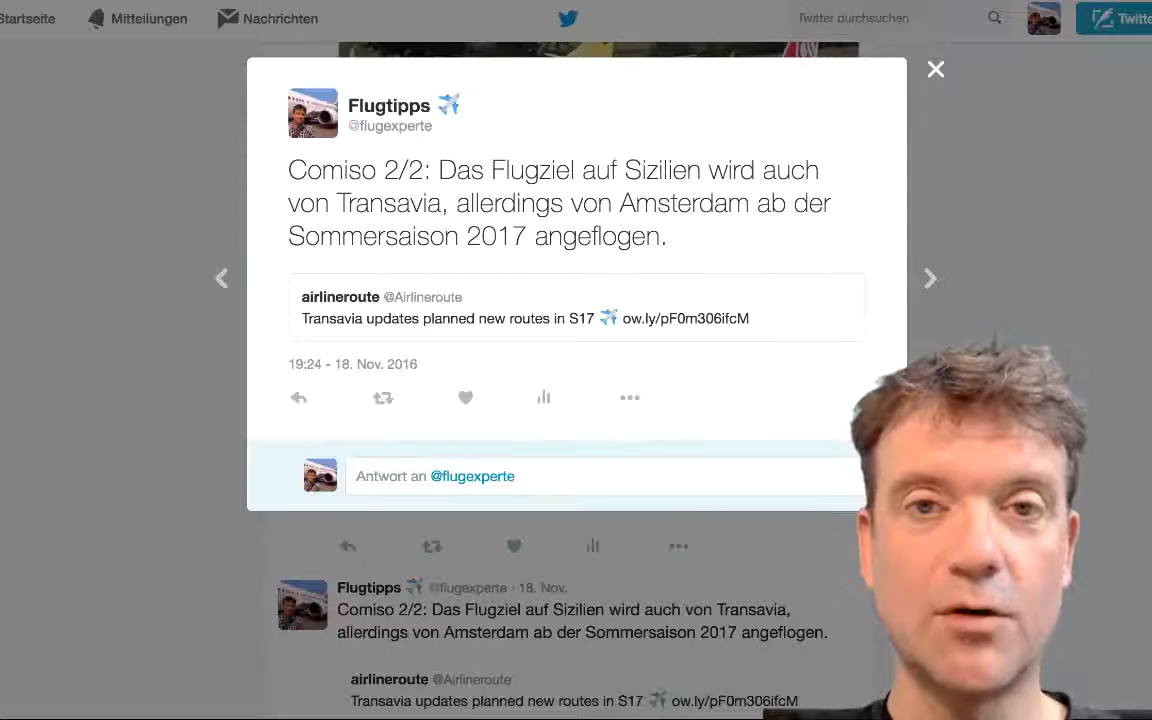 Startseite
Mitteilungen
Nachrichten
Twitter durchsuchen
Twitte
Flugtipps
@flugexperte
Comiso 2/2: Das Flugziel auf Sizilien wird auch
von Transavia, allerdings von Amsterdam ab der
Sommersaison 2017 angeflogen.
airlineroute @Airlineroute
Transavia updates planned new routes in S17 ✈️ ow.ly/pF0m306ifcM
19:24 - 18. Nov. 2016
Antwort an @flugexperte
Flugtipps ✈️ @flugexperte · 18. Nov.
Comiso 2/2: Das Flugziel auf Sizilien wird auch von Transavia,
allerdings von Amsterdam ab der Sommersaison 2017 angeflogen.
airlineroute @Airlineroute
Transavia updates planned new routes in S17 ✈️ ow.ly/pF0m306ifcM